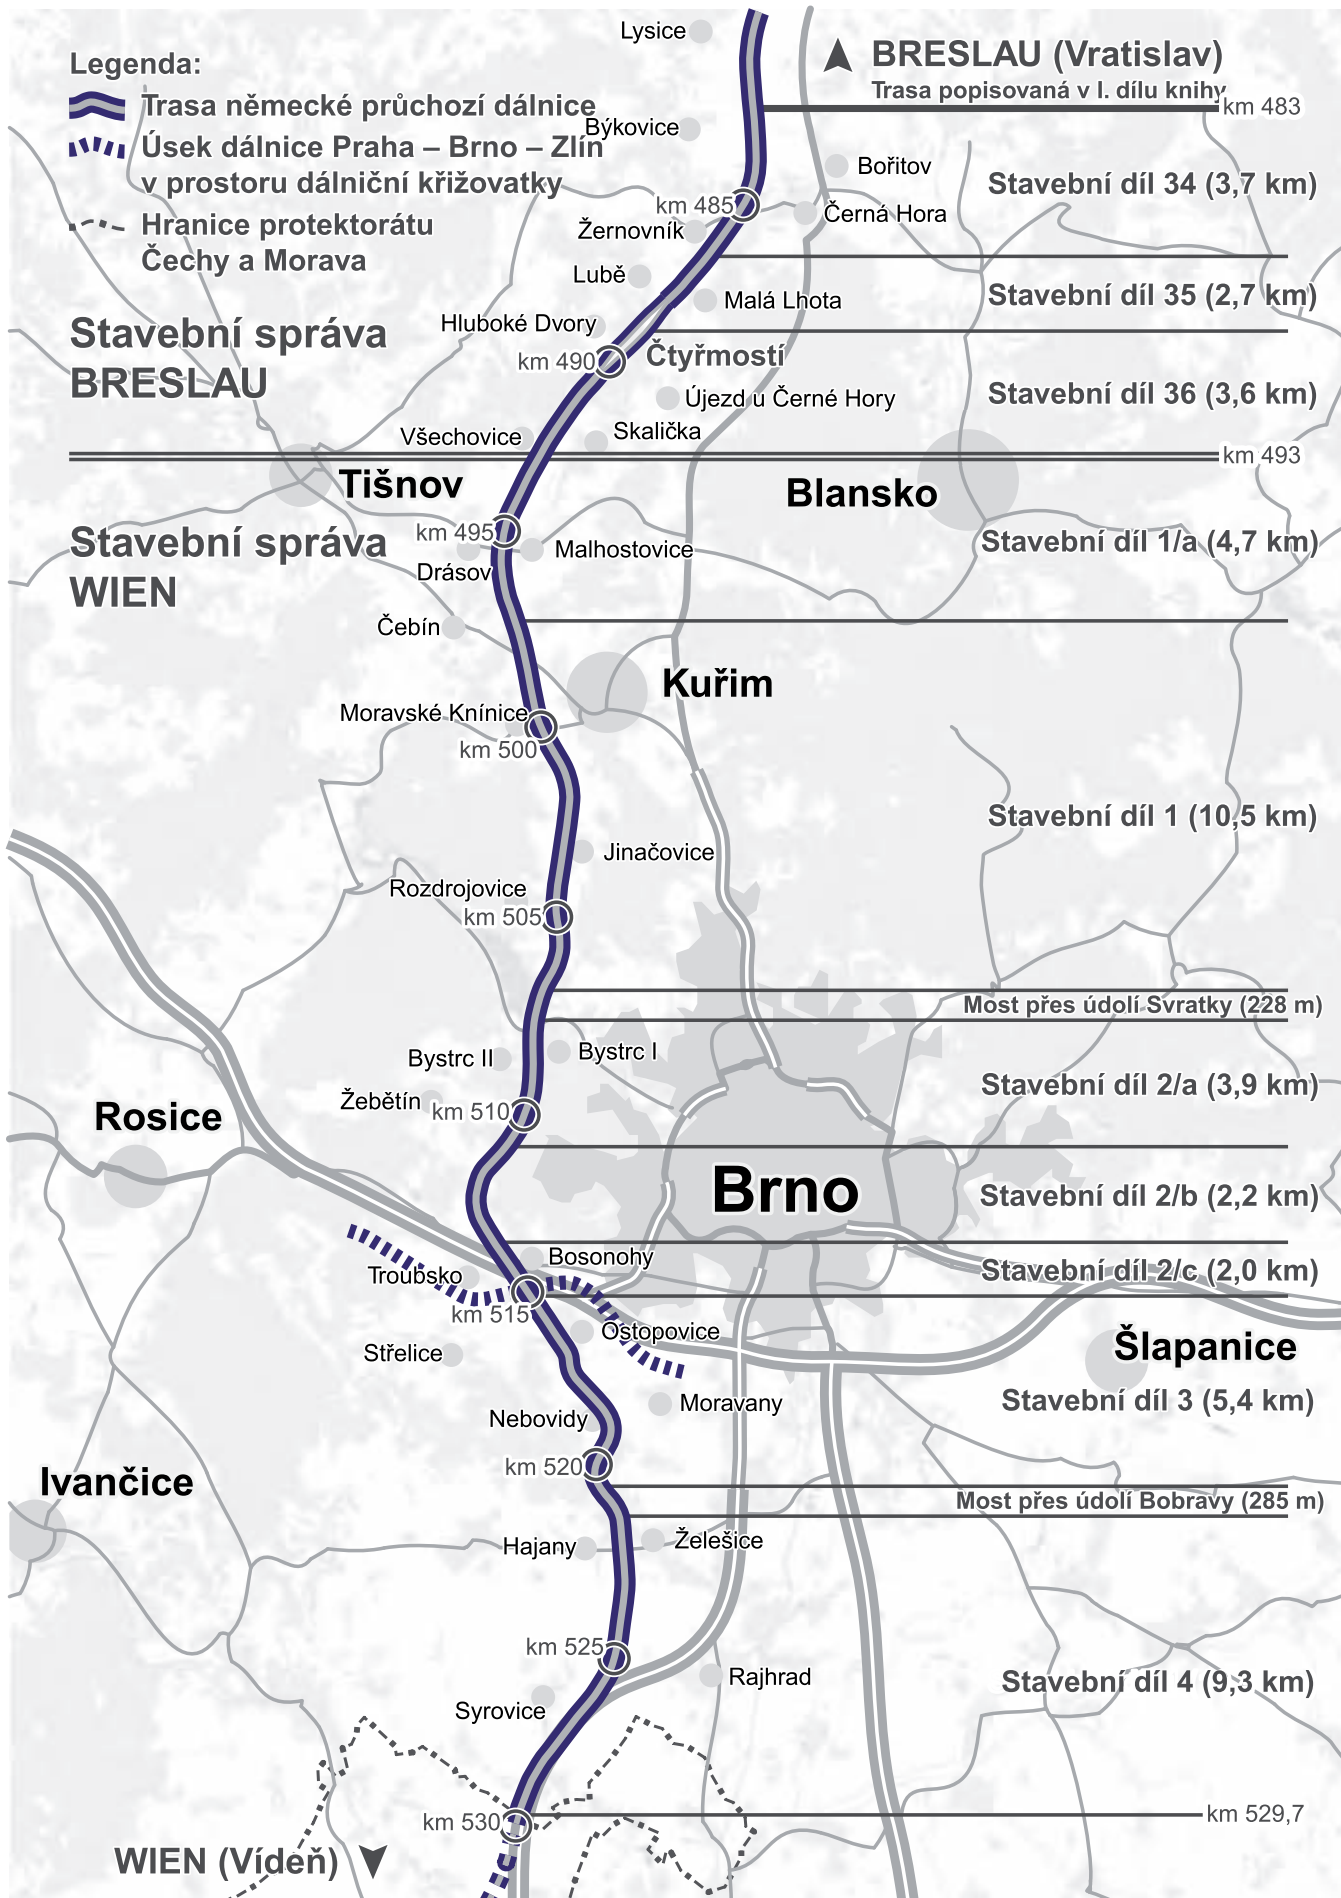 Lysice
BRESLAU (Vratislav)
Trasa popisovaná v I. dílu knihy
km 483
Legenda:
Trasa německé průchozí dálnice
Úsek dálnice Praha – Brno – Zlín
v prostoru dálniční křižovatky
Hranice protektorátu
Čechy a Morava
Býkovice
Bořitov
Stavební díl 34 (3,7 km)
km 485
Černá Hora
Žernovník
Lubě
Malá Lhota
Stavební díl 35 (2,7 km)
Stavební správa
BRESLAU
Hluboké Dvory
km 490
Čtyřmostí
Újezd u Černé Hory
Stavební díl 36 (3,6 km)
Všechovice
Skalička
km 493
Tišnov
Blansko
Stavební správa
WIEN
km 495
Malhostovice
Stavební díl 1/a (4,7 km)
Drásov
Čebín
Kuřim
Moravské Knínice
km 500
Stavební díl 1 (10,5 km)
Jinačovice
Rozdrojovice
km 505
Most přes údolí Svratky (228 m)
Bystrc II
Bystrc I
Stavební díl 2/a (3,9 km)
Žebětín
km 510
Rosice
Brno
Stavební díl 2/b (2,2 km)
Bosonohy
Troubsko
Stavební díl 2/c (2,0 km)
km 515
Ostopovice
Střelice
Šlapanice
Moravany
Stavební díl 3 (5,4 km)
Nebovidy
km 520
Ivančice
Most přes údolí Bobravy (285 m)
Hajany
Želešice
km 525
Rajhrad
Stavební díl 4 (9,3 km)
Syrovice
km 530
km 529,7
WIEN (Vídeň)